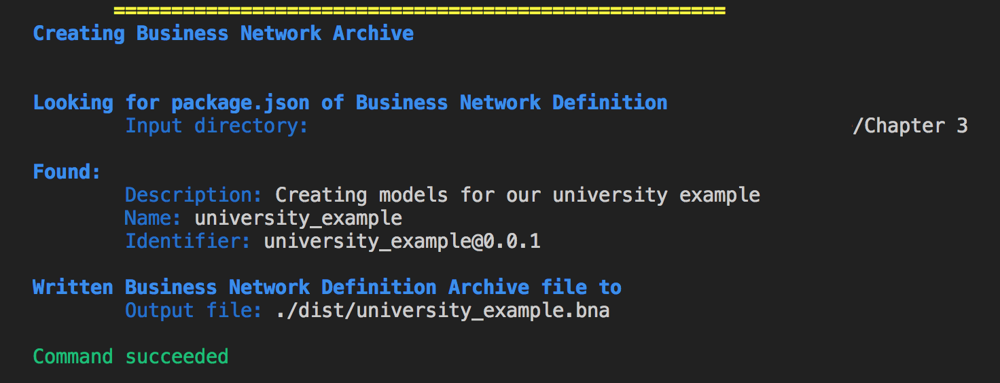 =====================================================
Creating Business Network Archive
Looking for package.json of Business Network Definition
Input directory: /Chapter 3
Found:
Description: Creating models for our university example
Name: university_example
Identifier: university_example@0.0.1
Written Business Network Definition Archive file to
Output file: ./dist/university_example.bna
Command succeeded